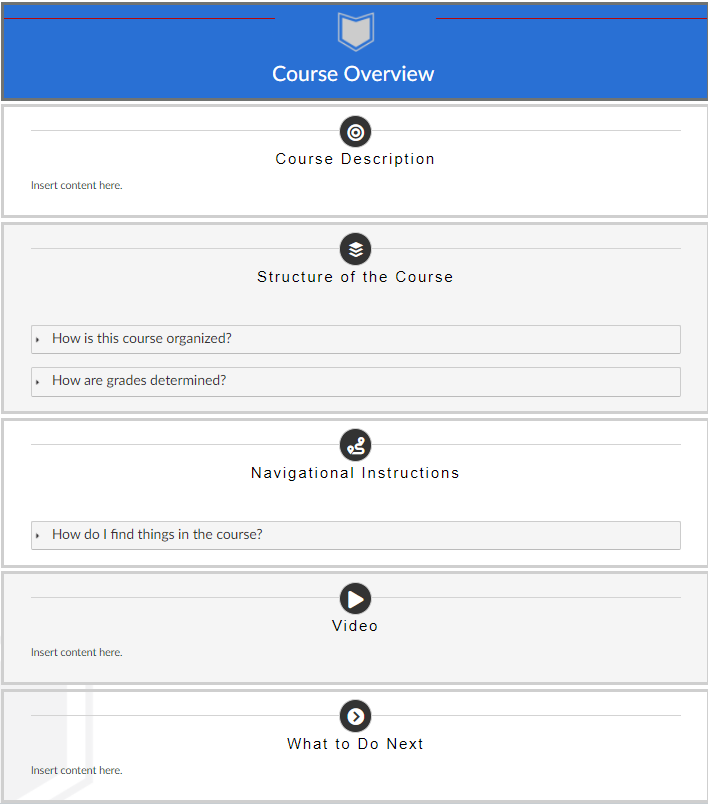 Course Overview
Course Description
Insert content here.
Structure of the Course
How is this course organized?
How are grades determined?
Navigational Instructions
How do I find things in the course?
Video
Insert content here.
What to Do Next
Insert content here.